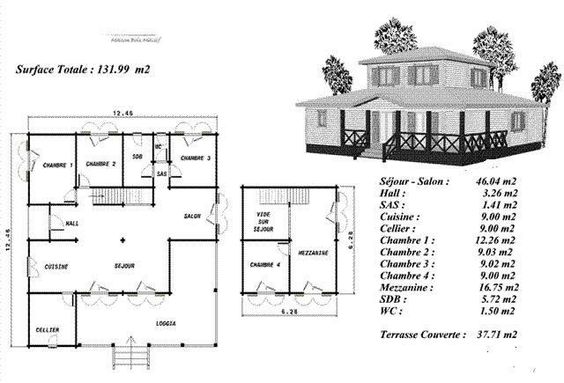 Maison Bois Massif
Surface Totale : 131.99 m2
12.46
CHAMBRE 1
CHAMBRE 2
SDB
WC
CHAMBRE 3
SAS
SALON
HALL
12.46
CUISINE
SEJOUR
CELLIER
LOGGIA
VIDE
SUR
SEJOUR
MEZZANINE
CHAMBRE 4
6.28
6.28
Séjour - Salon : 46.04 m2
Hall : 3.26 m2
SAS : 1.41 m2
Cuisine : 9.00 m2
Cellier : 9.00 m2
Chambre 1 : 12.26 m2
Chambre 2 : 9.03 m2
Chambre 3 : 9.02 m2
Chambre 4 : 9.00 m2
Mezzanine : 16.75 m2
SDB : 5.72 m2
WC : 1.50 m2
Terrasse Couverte : 37.71 m2